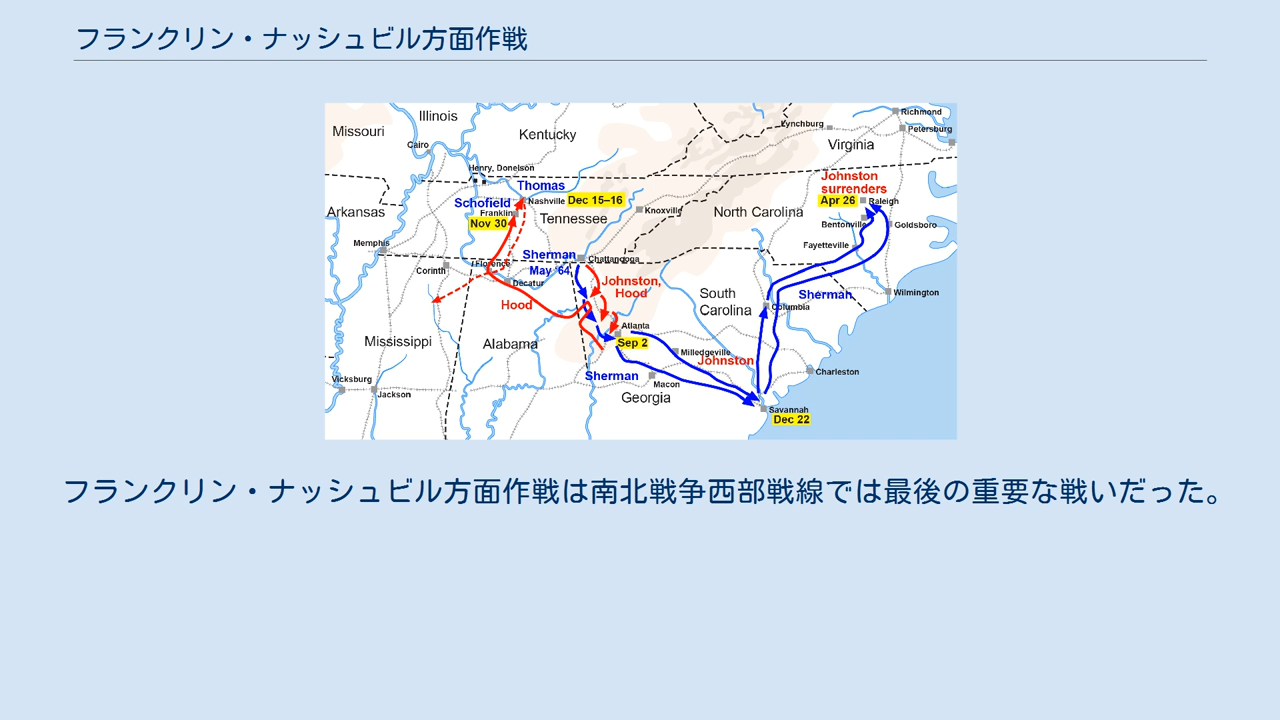 フランクリン・ナッシュビル方面作戦
Illinois
Missouri
Kentucky
Cairo
Lynchburg
Richmond
Petersburg
Virginia
Henry, Donelson
Thomas
Johnston
surrenders
Schofield
Nashville
Dec 15–16
Apr 26
Raleigh
Arkansas
Franklin
Nov 30
Tennessee
Knoxville
North Carolina
Bentonville
Goldsboro
Memphis
Fayetteville
Sherman
Chattangoga
Corinth
Florence
May '64
Decatur
Johnston,
Hood
Hood
South
Carolina
Sherman
Wilmington
Columbia
Atlanta
Sep 2
Mississippi
Alabama
Milledgeville
Johnston
Vicksburg
Jackson
Sherman
Macon
Charleston
Georgia
Savannah
Dec 22
フランクリン・ナッシュビル方面作戦は南北戦争西部戦線では最後の重要な戦いだった。